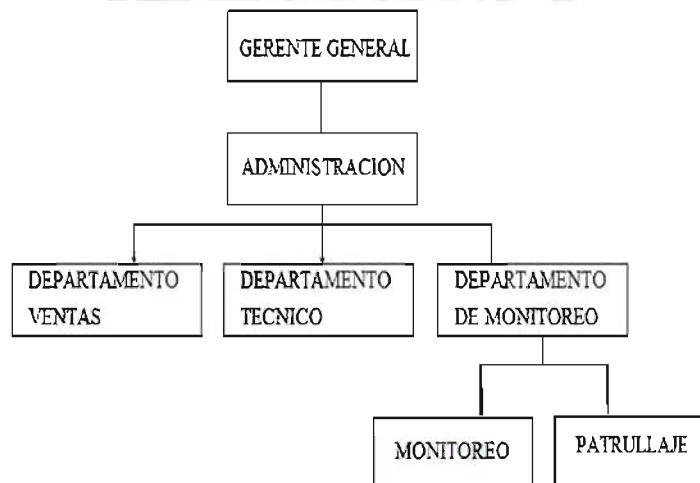 GERENTE GENERAL
ADMINISTRACION
DEPARTAMENTO
VENTAS
DEPARTAMENTO
TECNICO
DEPARTAMENTO
DE MONITOREO
MONITOREO
PATRULLAJE